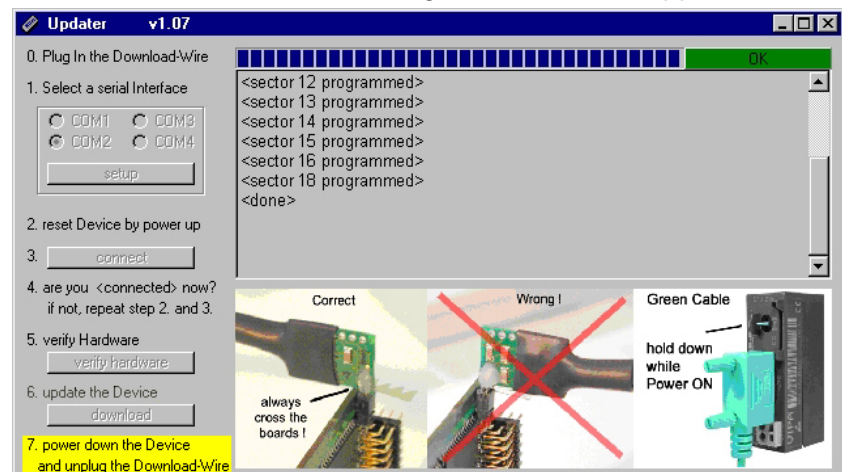 Updater v1.07
0. Plug In the Download-Wire
OK
1. Select a serial Interface
COM1 COM3
COM2 COM4
setup
2. reset Device by power up
3. connect
4. are you <connected> now?
if not, repeat step 2. and 3.
5. verify Hardware
verify hardware
6. update the Device
download
7. power down the Device
and unplug the Download-Wire
<sector 12 programmed>
<sector 13 programmed>
<sector 14 programmed>
<sector 15 programmed>
<sector 16 programmed>
<sector 18 programmed>
<done>
Correct
always
cross the
boards !
Wrong !
Green Cable
hold down
while
Power ON